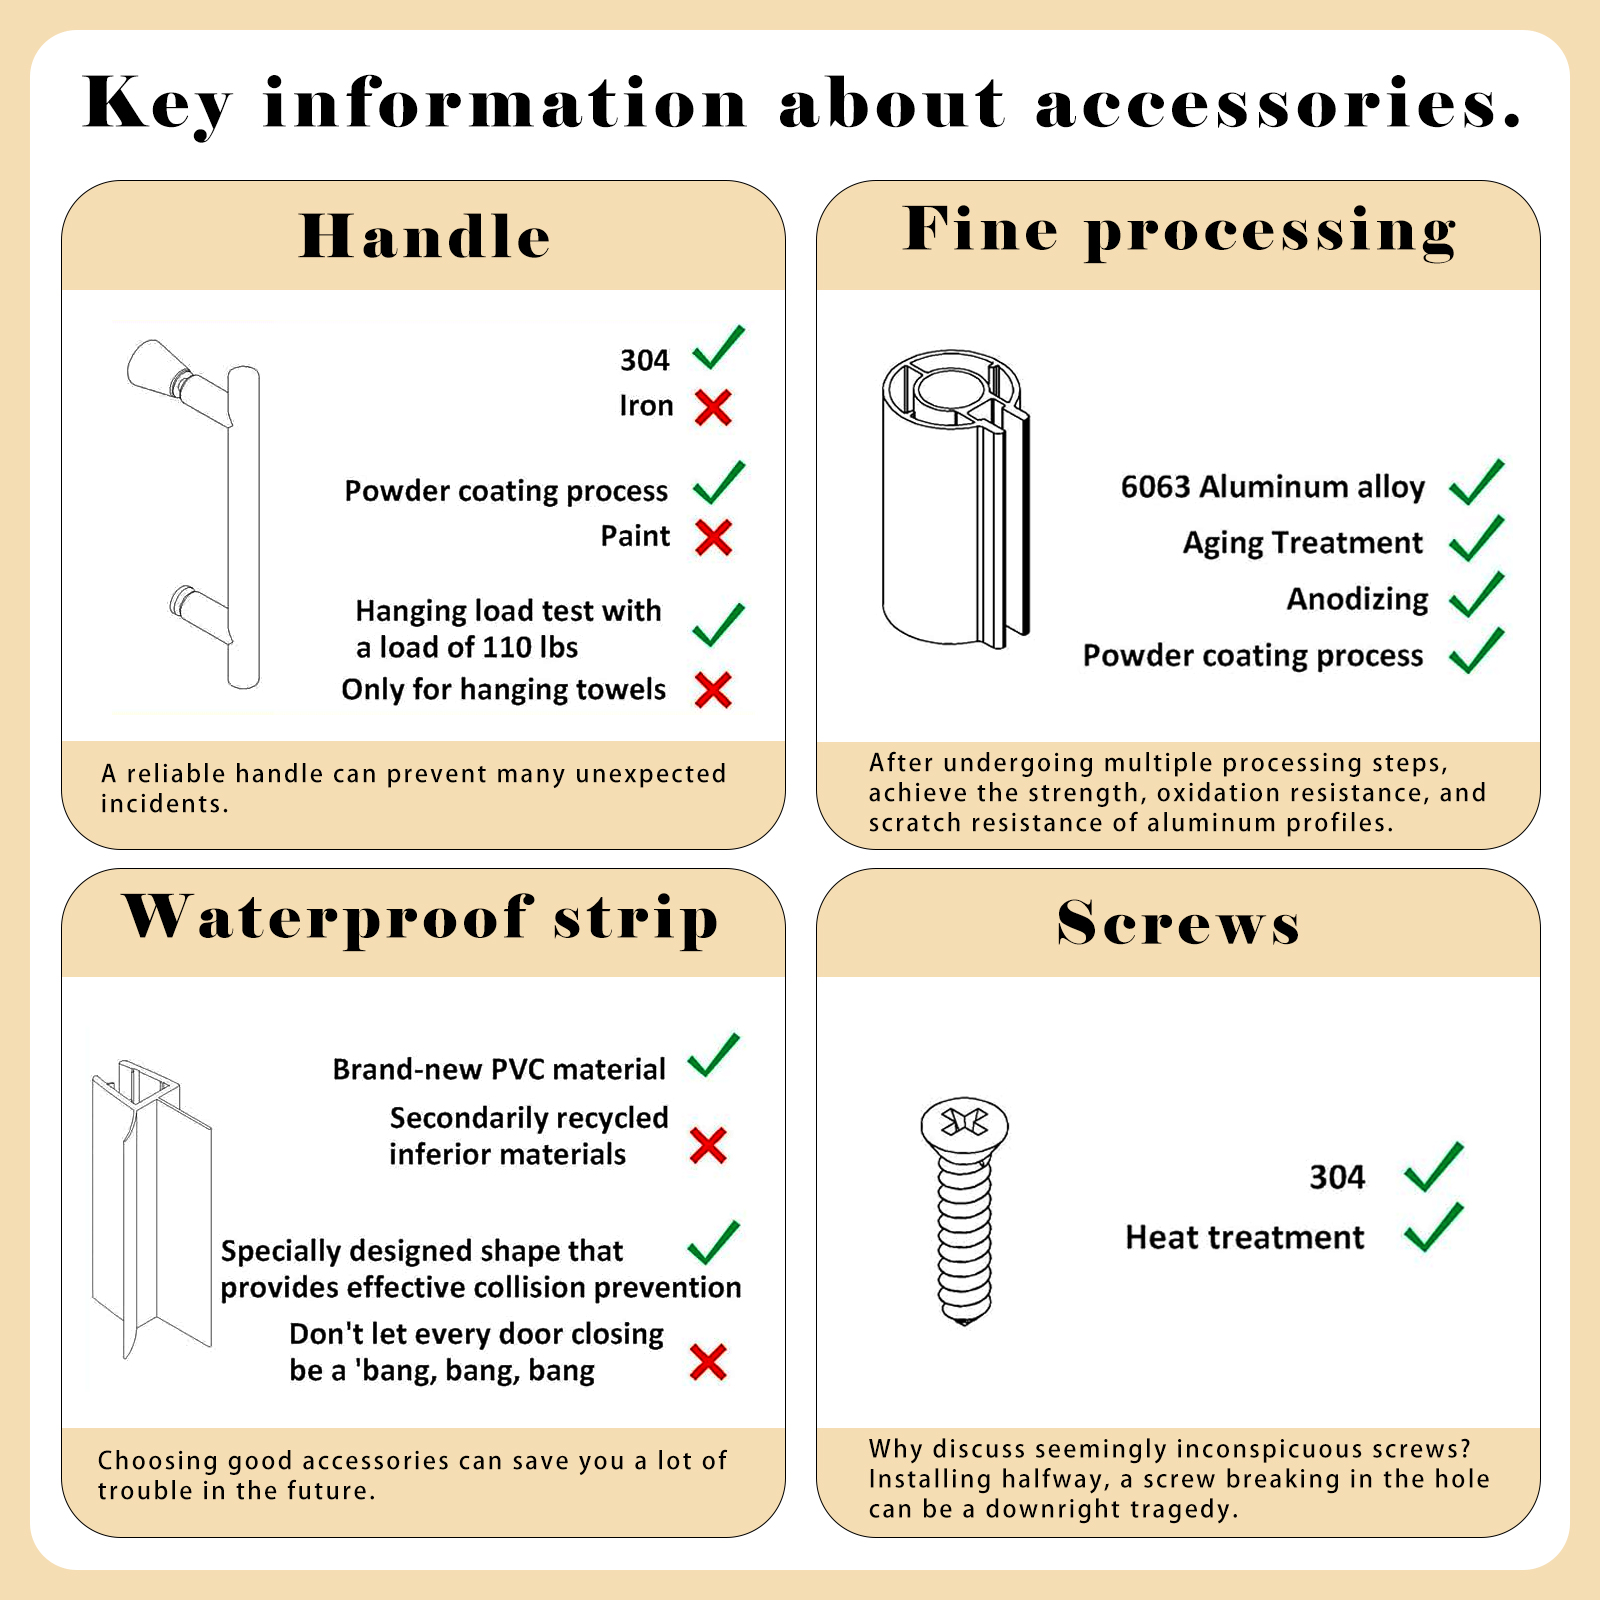 Key information about accessories.
Handle
304
Iron
Powder coating process
Paint
Hanging load test with
a load of 110 lbs
Only for hanging towels
A reliable handle can prevent many unexpected
incidents.
Fine processing
6063 Aluminum alloy
Aging Treatment
Anodizing
Powder coating process
After undergoing multiple processing steps,
achieve the strength, oxidation resistance, and
scratch resistance of aluminum profiles.
Waterproof strip
Brand-new PVC material
Secondarily recycled
inferior materials
Specially designed shape that
provides effective collision prevention
Don't let every door closing
be a 'bang, bang, bang
Choosing good accessories can save you a lot of
trouble in the future.
Screws
304
Heat treatment
Why discuss seemingly inconspicuous screws?
Installing halfway, a screw breaking in the hole
can be a downright tragedy.